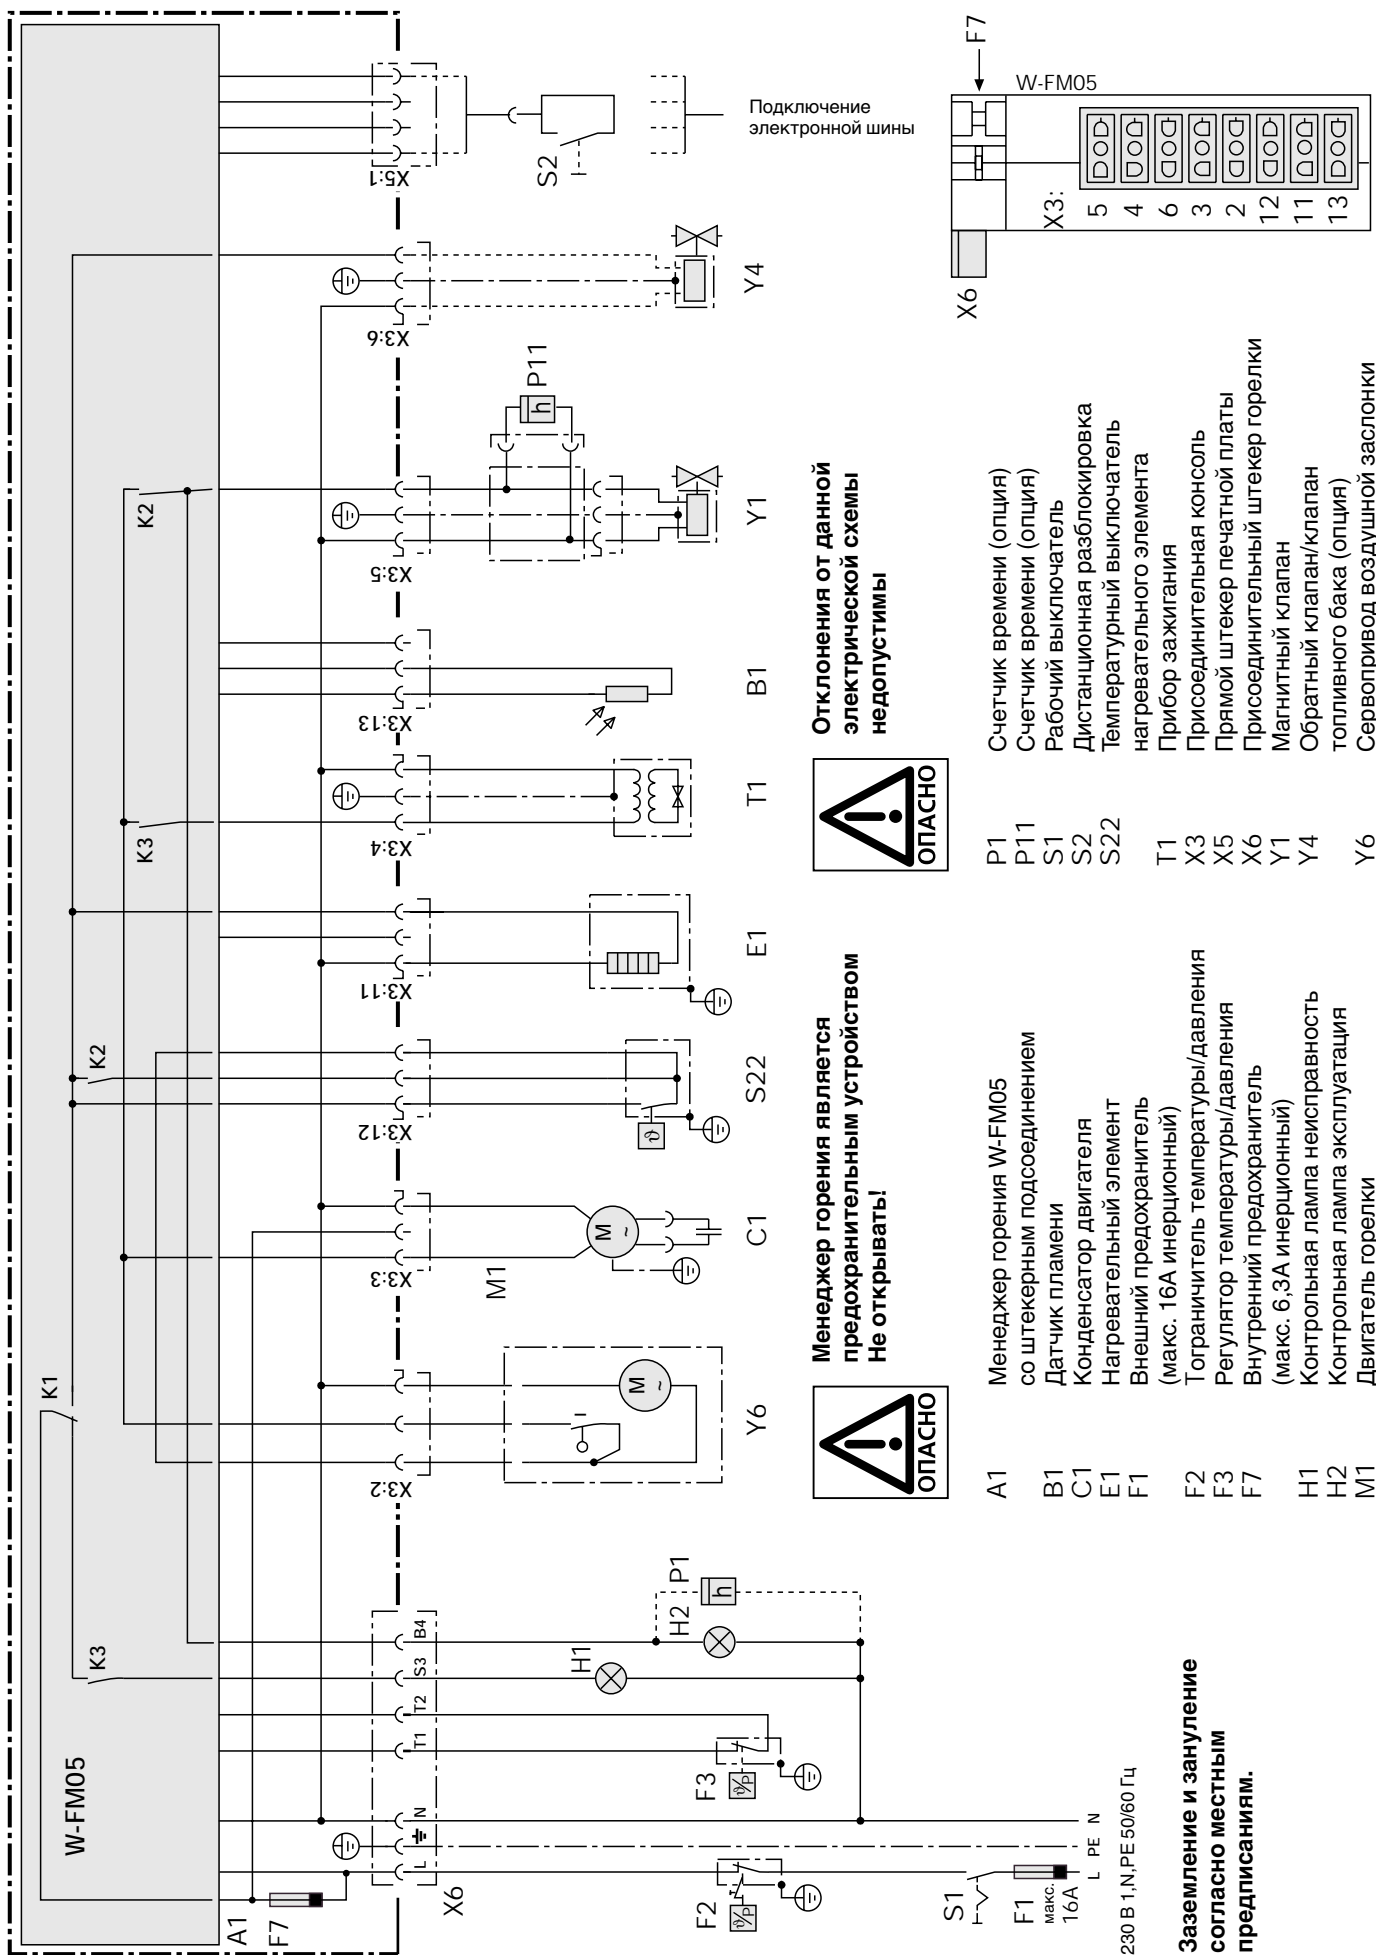 W-FM05
A1
F7
K3
K1
K2
K3
K2
X6
L
N
T1
T2
S3
B4
X3:2
X3:3
X3:12
X3:11
X3:4
X3:13
X3:5
X3:6
X5:1
F2
ϑ/P
F3
ϑ/P
H1
H2
P1
h
S1
F1
макс.
16А
L PE N
230 В 1,N,PE 50/60 Гц
Заземление и зануление
согласно местным
предписаниям.
M
~
Y6
M1
M
~
C1
ϑ
S22
E1
T1
B1
P11
h
Y1
Y4
S2
Подключение
электронной шины
ОПАСНО
Менеджер горения является
предохранительным устройством
Не открывать!
ОПАСНО
Отклонения от данной
электрической схемы
недопустимы
A1 Менеджер горения W-FM05
со штекерным подсоединением
B1 Датчик пламени
C1 Конденсатор двигателя
E1 Нагревательный элемент
F1 Внешний предохранитель
(макс. 16А инерционный)
F2 Тограничитель температуры/давления
F3 Регулятор температуры/давления
F7 Внутренний предохранитель
(макс. 6,3А инерционный)
H1 Контрольная лампа неисправность
H2 Контрольная лампа эксплуатация
M1 Двигатель горелки
P1 Счетчик времени (опция)
P11 Счетчик времени (опция)
S1 Рабочий выключатель
S2 Дистанционная разблокировка
S22 Температурный выключатель
нагревательного элемента
T1 Прибор зажигания
X3 Присоединительная консоль
X5 Прямой штекер печатной платы
X6 Присоединительный штекер горелки
Y1 Магнитный клапан
Y4 Обратный клапан/клапан
топливного бака (опция)
Y6 Сервопривод воздушной заслонки
X6
F7
W-FM05
X3:
5
4
6
3
2
12
11
13